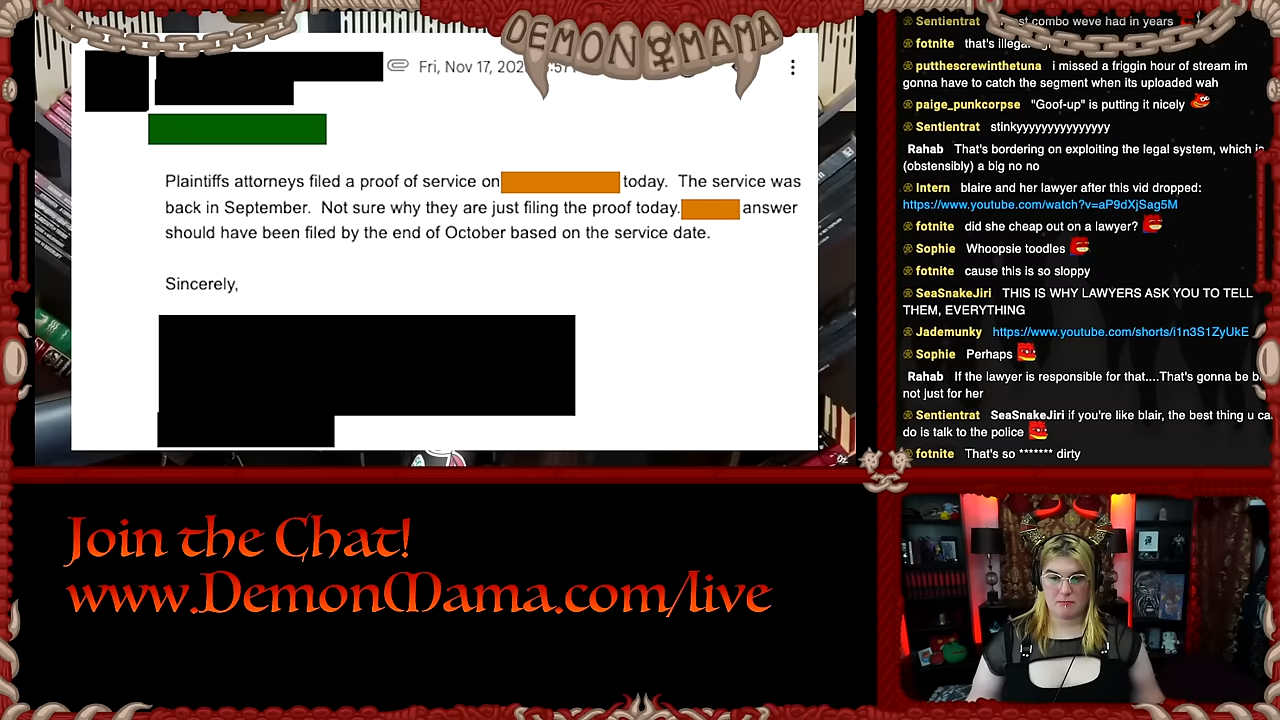 DEMON MAMA
Fri, Nov 17,
Plaintiffs attorneys filed a proof of service on today. The service was
back in September. Not sure why they are just filing the proof today. answer
should have been filed by the end of October based on the service date.
Sincerely,
Join the Chat!
www.DemonMama.com/live
Sentientrat combo weve had in years
fotnite that's illega
putthescrewinthetuna i missed a friggin hour of stream im
gonna have to catch the segment when its uploaded wah
paige_punkcorpse "Goof-up" is putting it nicely
Sentientrat stinkyyyyyyyyyyyyyy
Rahab That's bordering on exploiting the legal system, which is
(obstensibly) a big no no
Intern blaire and her lawyer after this vid dropped:
https://www.youtube.com/watch?v=aP9dXjSag5M
fotnite did she cheap out on a lawyer?
Sophie Whoopsie toodles
fotnite cause this is so sloppy
SeaSnakeJiri THIS IS WHY LAWYERS ASK YOU TO TELL
THEM, EVERYTHING
Jademunky https://www.youtube.com/shorts/i1n3S1ZyUkE
Sophie Perhaps
Rahab If the lawyer is responsible for that....That's gonna be b
not just for her
Sentientrat SeaSnakeJiri if you're like blair, the best thing u ca
do is talk to the police
fotnite That's so ******* dirty